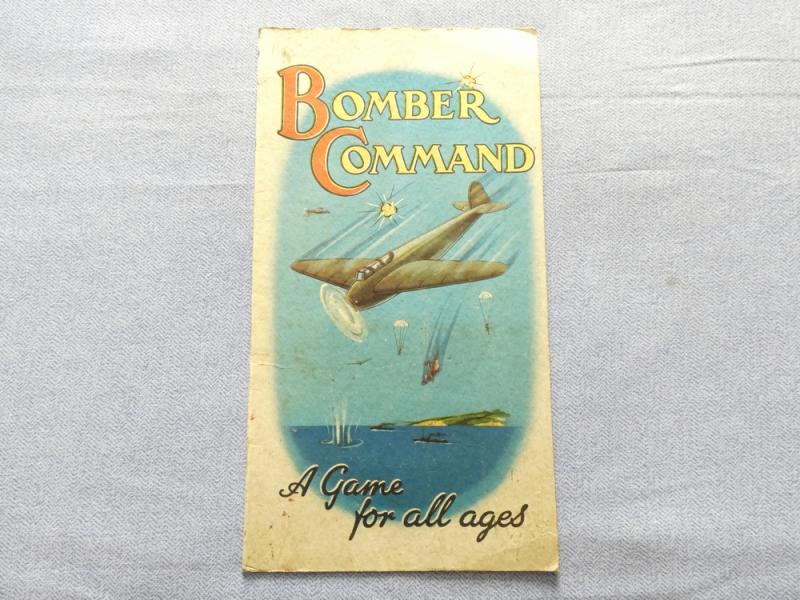 BOMBER
COMMAND
A Game
for all ages